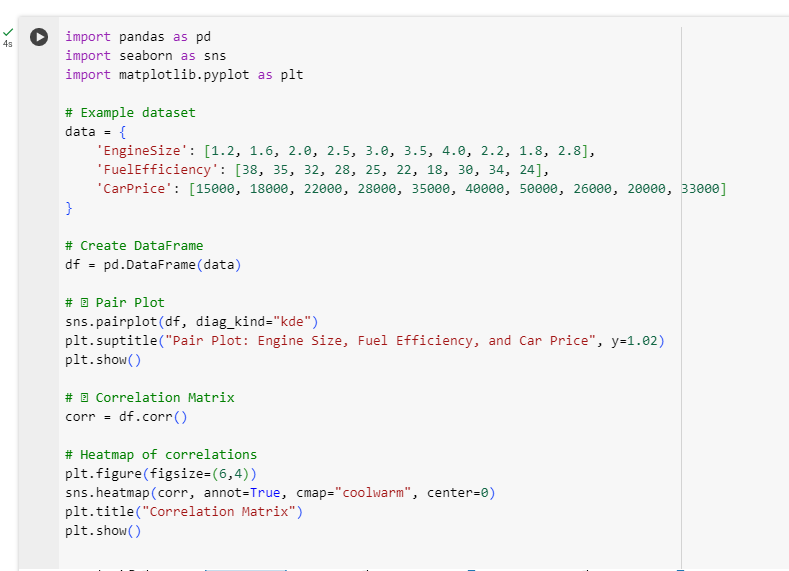 4s
import pandas as pd
import seaborn as sns
import matplotlib.pyplot as plt
# Example dataset
data = {
'EngineSize': [1.2, 1.6, 2.0, 2.5, 3.0, 3.5, 4.0, 2.2, 1.8, 2.8],
'FuelEfficiency': [38, 35, 32, 28, 25, 22, 18, 30, 34, 24],
'CarPrice': [15000, 18000, 22000, 28000, 35000, 40000, 50000, 26000, 20000, 33000]
}
# Create DataFrame
df = pd.DataFrame(data)
# Pair Plot
sns.pairplot(df, diag_kind="kde")
plt.suptitle("Pair Plot: Engine Size, Fuel Efficiency, and Car Price", y=1.02)
plt.show()
# Correlation Matrix
corr = df.corr()
# Heatmap of correlations
plt.figure(figsize=(6,4))
sns.heatmap(corr, annot=True, cmap="coolwarm", center=0)
plt.title("Correlation Matrix")
plt.show()